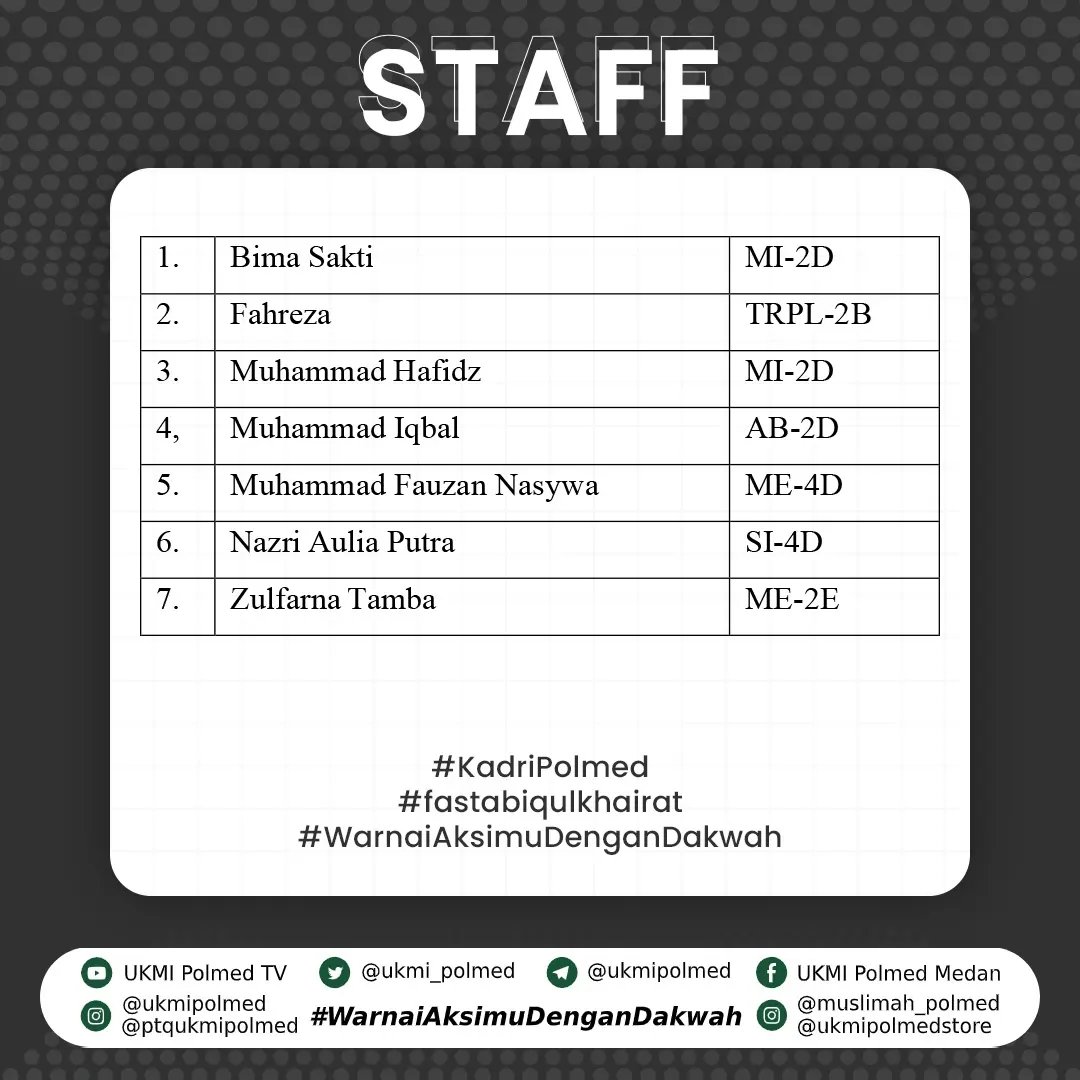 STAFF
1. Bima Sakti MI-2D
2. Fahreza TRPL-2B
3. Muhammad Hafidz MI-2D
4, Muhammad Iqbal AB-2D
5. Muhammad Fauzan Nasywa ME-4D
6. Nazri Aulia Putra SI-4D
7. Zulfarna Tamba ME-2E
#KadriPolmed
#fastabiqulkhairat
#WarnaiAksimuDenganDakwah
UKMI Polmed TV @ukmi_polmed @ukmipolmed UKMI Polmed Medan
@ukmipolmed
@ptqukmipolmed
#WarnaiAksimuDenganDakwah
@muslimah_polmed
@ukmipolmedstore